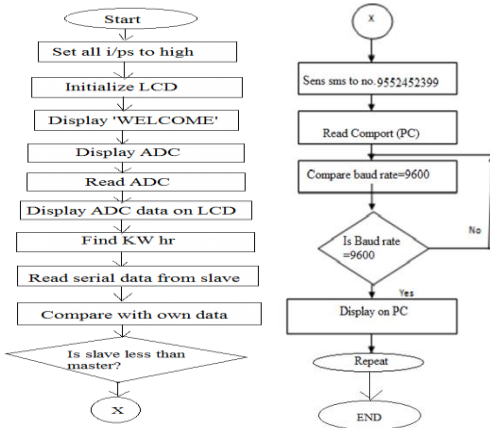 Start
Set all i/ps to high
Initialize LCD
Display 'WELCOME'
Display ADC
Read ADC
Display ADC data on LCD
Find KW hr
Read serial data from slave
Compare with own data
Is slave less than
master?
X
X
Sens sms to no.9552452399
Read Comport (PC)
Compare baud rate=9600
Is Baud rate
=9600
No
Yes
Display on PC
Repeat
END